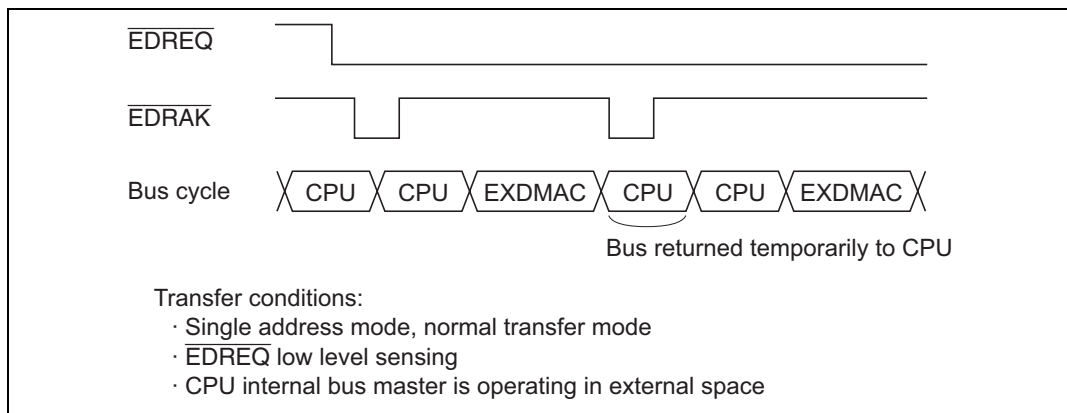 EDREQ
EDRAK
Bus cycle CPU CPU EXDMAC CPU CPU EXDMAC
Bus returned temporarily to CPU
Transfer conditions:
· Single address mode, normal transfer mode
· EDREQ low level sensing
· CPU internal bus master is operating in external space